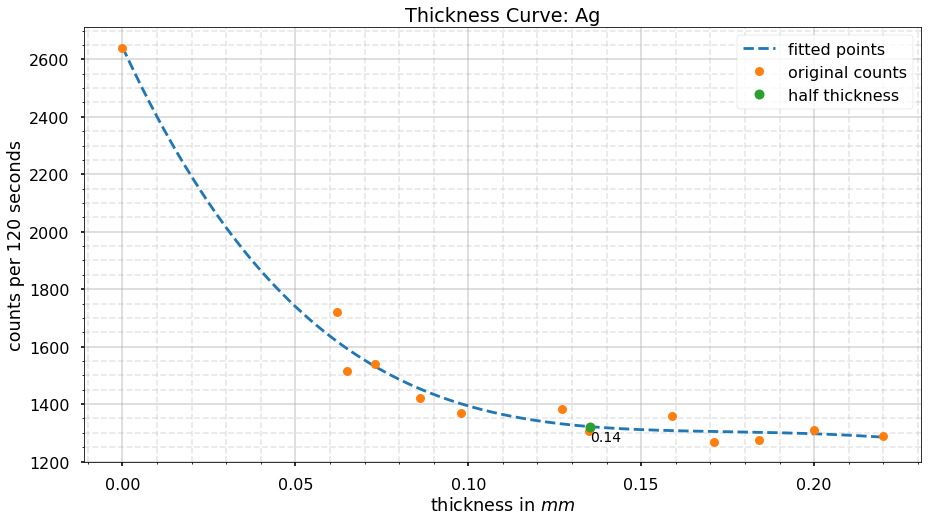 Thickness Curve: Ag
fitted points
original counts
half thickness
counts per 120 seconds
2600
2400
2200
2000
1800
1600
1400
1200
0.14
0.00 0.05 0.10 0.15 0.20
thickness in mm